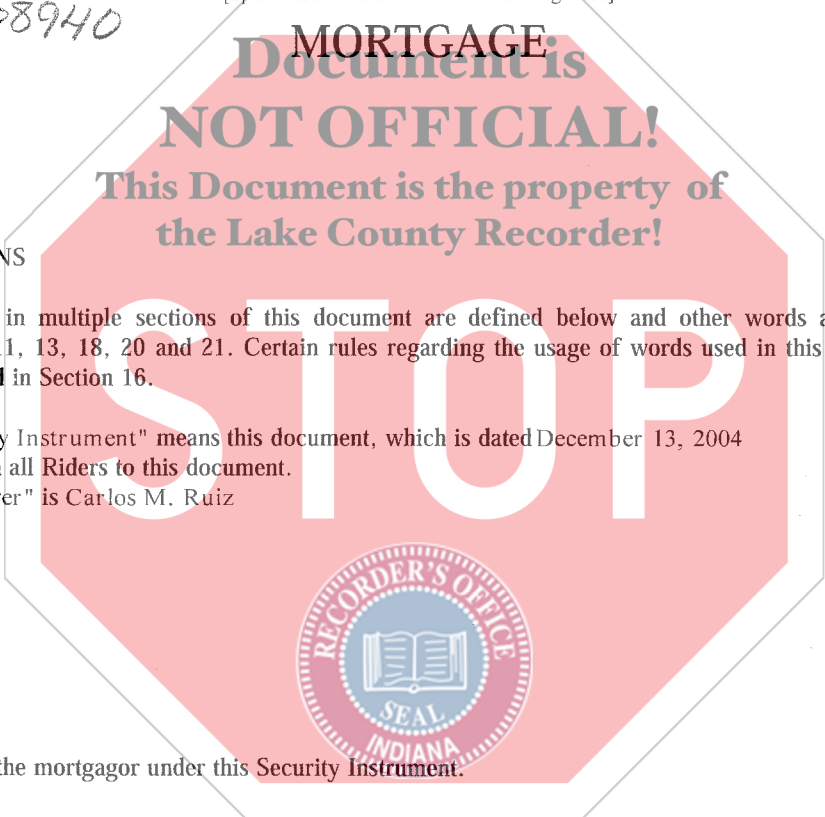 08940
MORTGAGE
Document is
NOT OFFICIAL!
This Document is the property of
the Lake County Recorder!
NS
in multiple sections of this document are defined below and other words a
11, 13, 18, 20 and 21. Certain rules regarding the usage of words used in this
in Section 16.
STOP
y Instrument" means this document, which is dated December 13, 2004
all Riders to this document.
er" is Carlos M. Ruiz
RECORDER'S OFFICE
SEAL
INDIANA
the mortgagor under this Security Instrument.